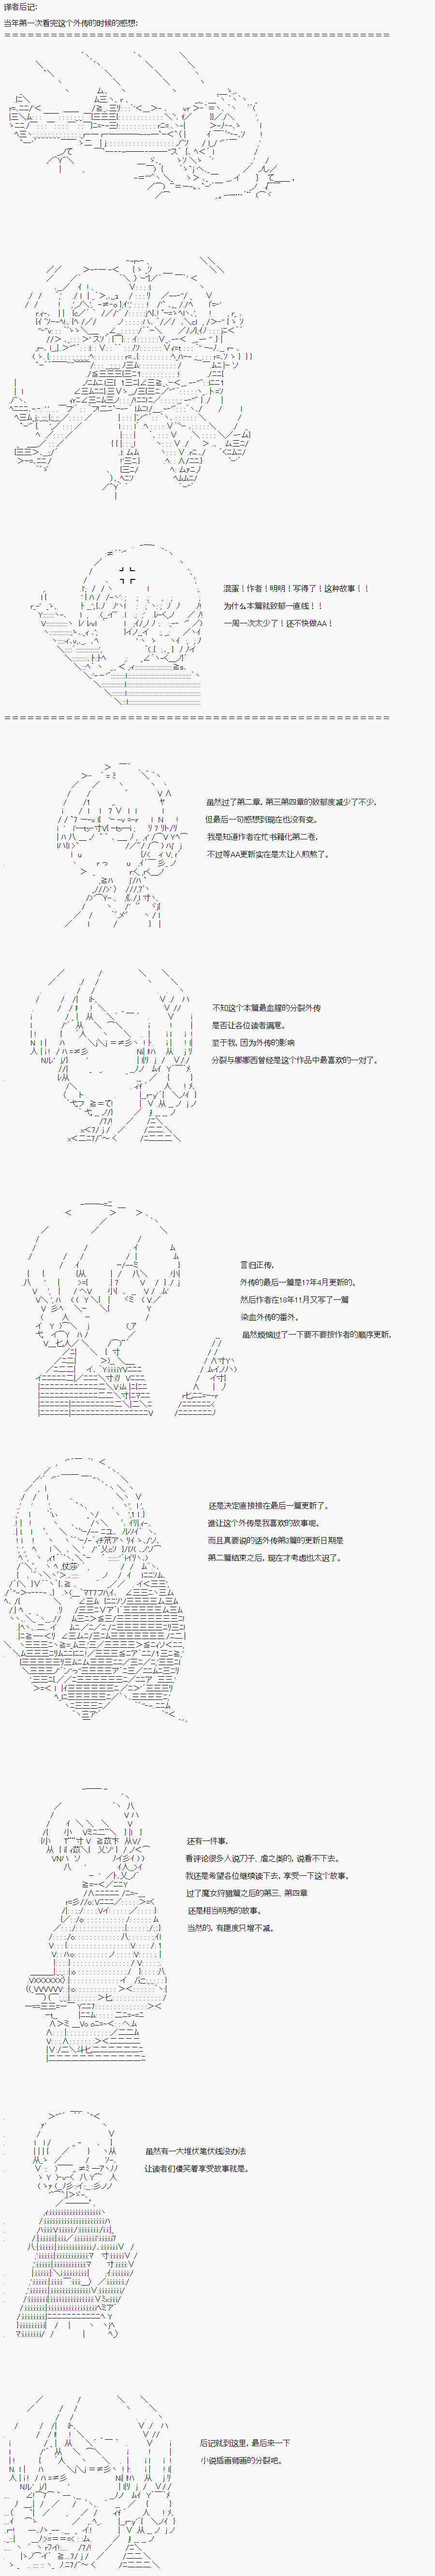 译者后记:
当年第一次看完这个外传的时候的感想:
混蛋！作者！明明！写得了！这种故事！！
为什么本篇就致郁一直线！！
一周一次太少了！还不快做AA！
虽然过了第二章，第三第四章的致郁度减少了不少，
但最后一句感想到现在也没有变。
我是知道作者在忙书籍化第二卷，
不过等AA更新实在是太让人煎熬了。
不知这个本篇最血腥的分裂外传
是否让各位读者满意。
至于我，因为外传的影响
分裂与嘟嘟西曾经是这个作品中最喜欢的一对了。
言归正传，
外传的最后一篇是17年4月更新的。
然后作者在18年11月又写了一篇
染血外传的番外。
虽然烦恼过了一下要不要按作者的顺序更新，
还是决定直接接在最后一篇更新了。
谁让这个外传是我喜欢的故事呢。
而且真要说的话外传第3篇的更新日期是
第二篇结束之后，现在才考虑也太迟了。
还有一件事，
看评论很多人说刀子、虐之类的，说看不下去。
我还是希望各位继续读下去，享受一下这个故事。
过了魔女狩猎篇之后的第三、第四章
还是相当明亮的故事。
当然的，有趣度只增不减。
虽然有一大堆伏笔伏线没办法
让读者们傻笑着享受故事就是。
后记就到这里，最后来一下
小说插画师画的分裂吧。